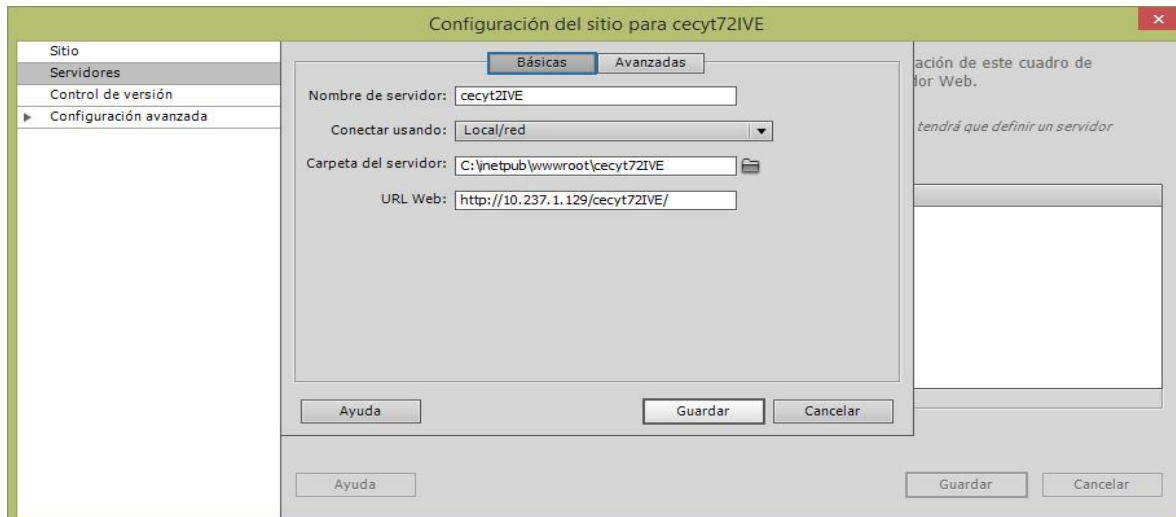 Configuración del sitio para cecyt72IVE
Sitio
Servidores
Control de versión
Configuración avanzada
Básicas
Avanzadas
Nombre de servidor: cecyt2IVE
Conectar usando: Local/red
Carpeta del servidor: C:\inetpub\wwwroot\cecyt72IVE
URL Web: http://10.237.1.129/cecyt72IVE/
Ayuda
Guardar
Cancelar
ación de este cuadro de
dor Web.
tendrá que definir un servidor
Ayuda
Guardar
Cancelar